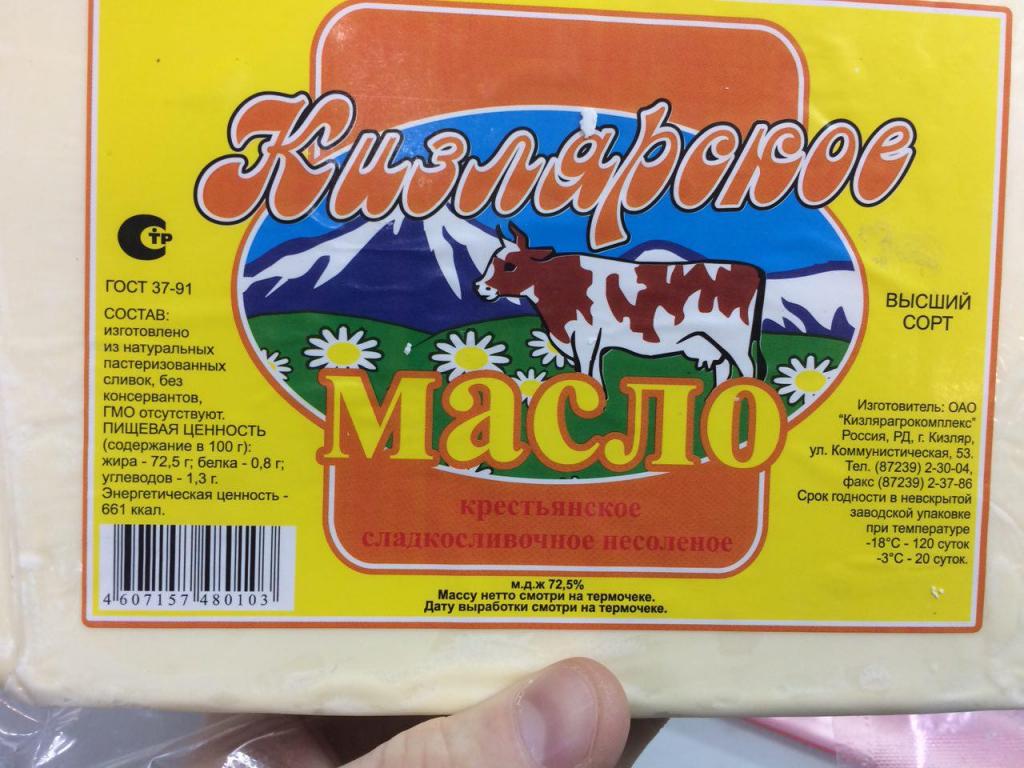 Кизлярское
масло
крестьянское
сладкосливочное несоленое
м.д.ж 72,5%
Массу нетто смотри на термочеке.
Дату выработки смотри на термочеке.
СТР
ГОСТ 37-91
СОСТАВ:
изготовлено
из натуральных
пастеризованных
сливок, без
консервантов,
ГМО отсутствуют.
ПИЩЕВАЯ ЦЕННОСТЬ
(содержание в 100 г):
жира - 72,5 г; белка - 0,8 г;
углеводов - 1,3 г.
Энергетическая ценность -
661 ккал.
4 607157 480103
ВЫСШИЙ
СОРТ
Изготовитель: ОАО
"Кизлярагрокомплекс"
Россия, РД, г. Кизляр,
ул. Коммунистическая, 53.
Тел. (87239) 2-30-04,
факс (87239) 2-37-86
Срок годности в невскрытой
заводской упаковке
при температуре
-18°С - 120 суток
-3°С - 20 суток.